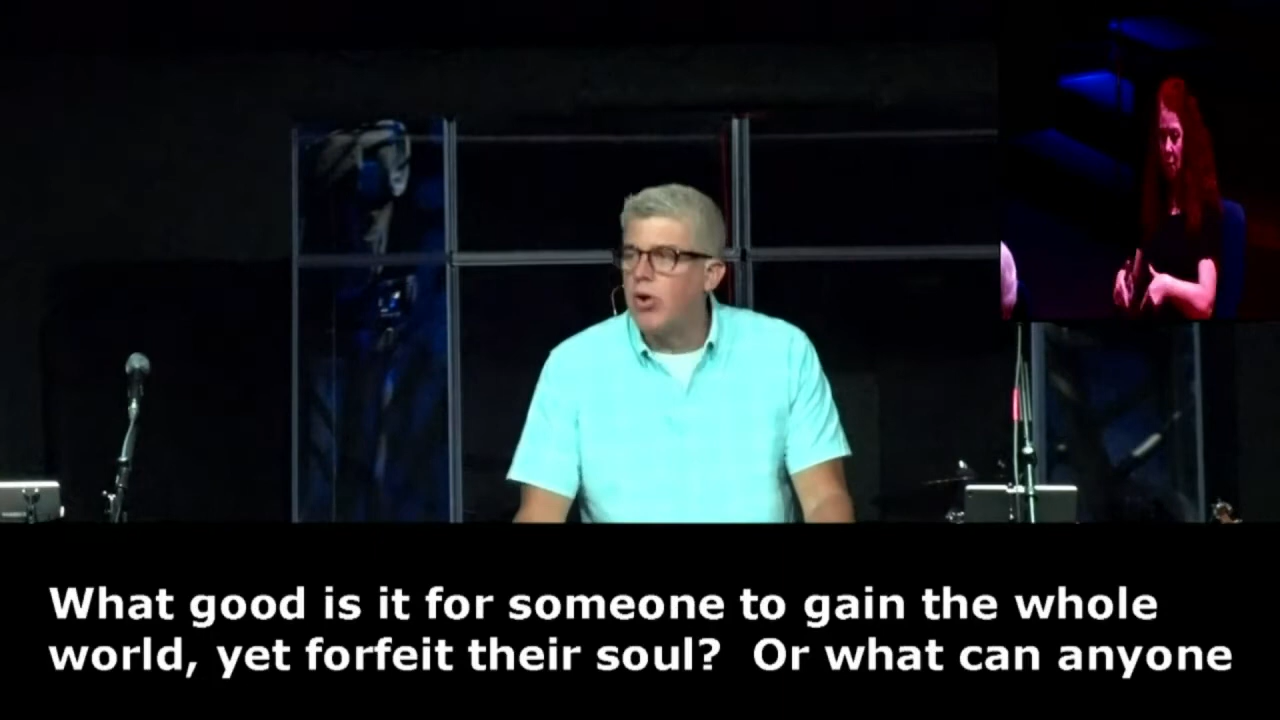 What good is it for someone to gain the whole
world, yet forfeit their soul?  Or what can anyone